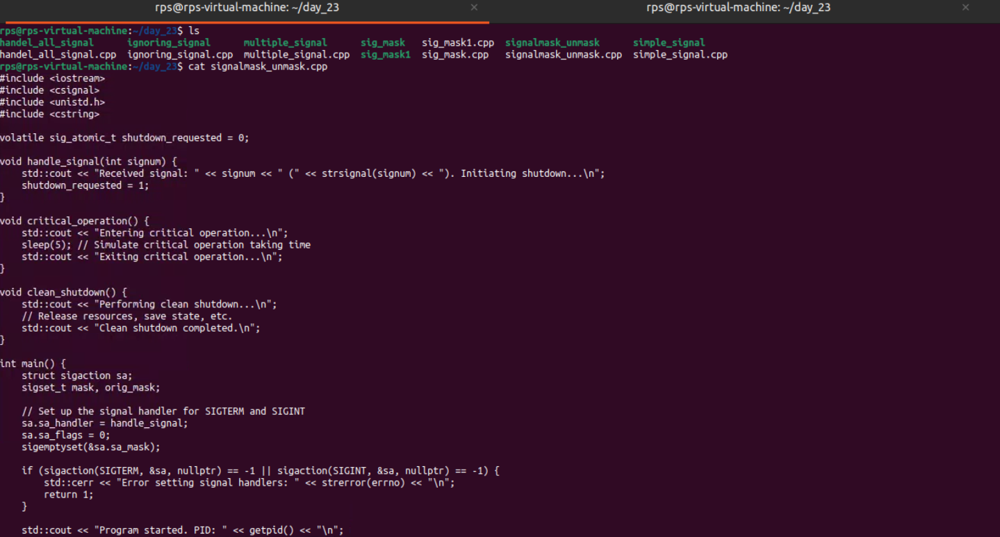 rps@rps-virtual-machine: ~/day_23 × rps@rps-virtual-machine: ~/day_23 ×
rps@rps-virtual-machine:~/day_23$ ls
handel_all_signal      ignoring_signal      multiple_signal      sig_mask   sig_mask1.cpp  signalmask_unmask      simple_signal
handel_all_signal.cpp  ignoring_signal.cpp  multiple_signal.cpp  sig_mask1  sig_mask.cpp   signalmask_unmask.cpp  simple_signal.cpp
rps@rps-virtual-machine:~/day_23$ cat signalmask_unmask.cpp
#include <iostream>
#include <csignal>
#include <unistd.h>
#include <cstring>

volatile sig_atomic_t shutdown_requested = 0;

void handle_signal(int signum) {
    std::cout << "Received signal: " << signum << " (" << strsignal(signum) << "). Initiating shutdown...\n";
    shutdown_requested = 1;
}

void critical_operation() {
    std::cout << "Entering critical operation...\n";
    sleep(5); // Simulate critical operation taking time
    std::cout << "Exiting critical operation...\n";
}

void clean_shutdown() {
    std::cout << "Performing clean shutdown...\n";
    // Release resources, save state, etc.
    std::cout << "Clean shutdown completed.\n";
}

int main() {
    struct sigaction sa;
    sigset_t mask, orig_mask;

    // Set up the signal handler for SIGTERM and SIGINT
    sa.sa_handler = handle_signal;
    sa.sa_flags = 0;
    sigemptyset(&sa.sa_mask);

    if (sigaction(SIGTERM, &sa, nullptr) == -1 || sigaction(SIGINT, &sa, nullptr) == -1) {
        std::cerr << "Error setting signal handlers: " << strerror(errno) << "\n";
        return 1;
    }

    std::cout << "Program started. PID: " << getpid() << "\n";